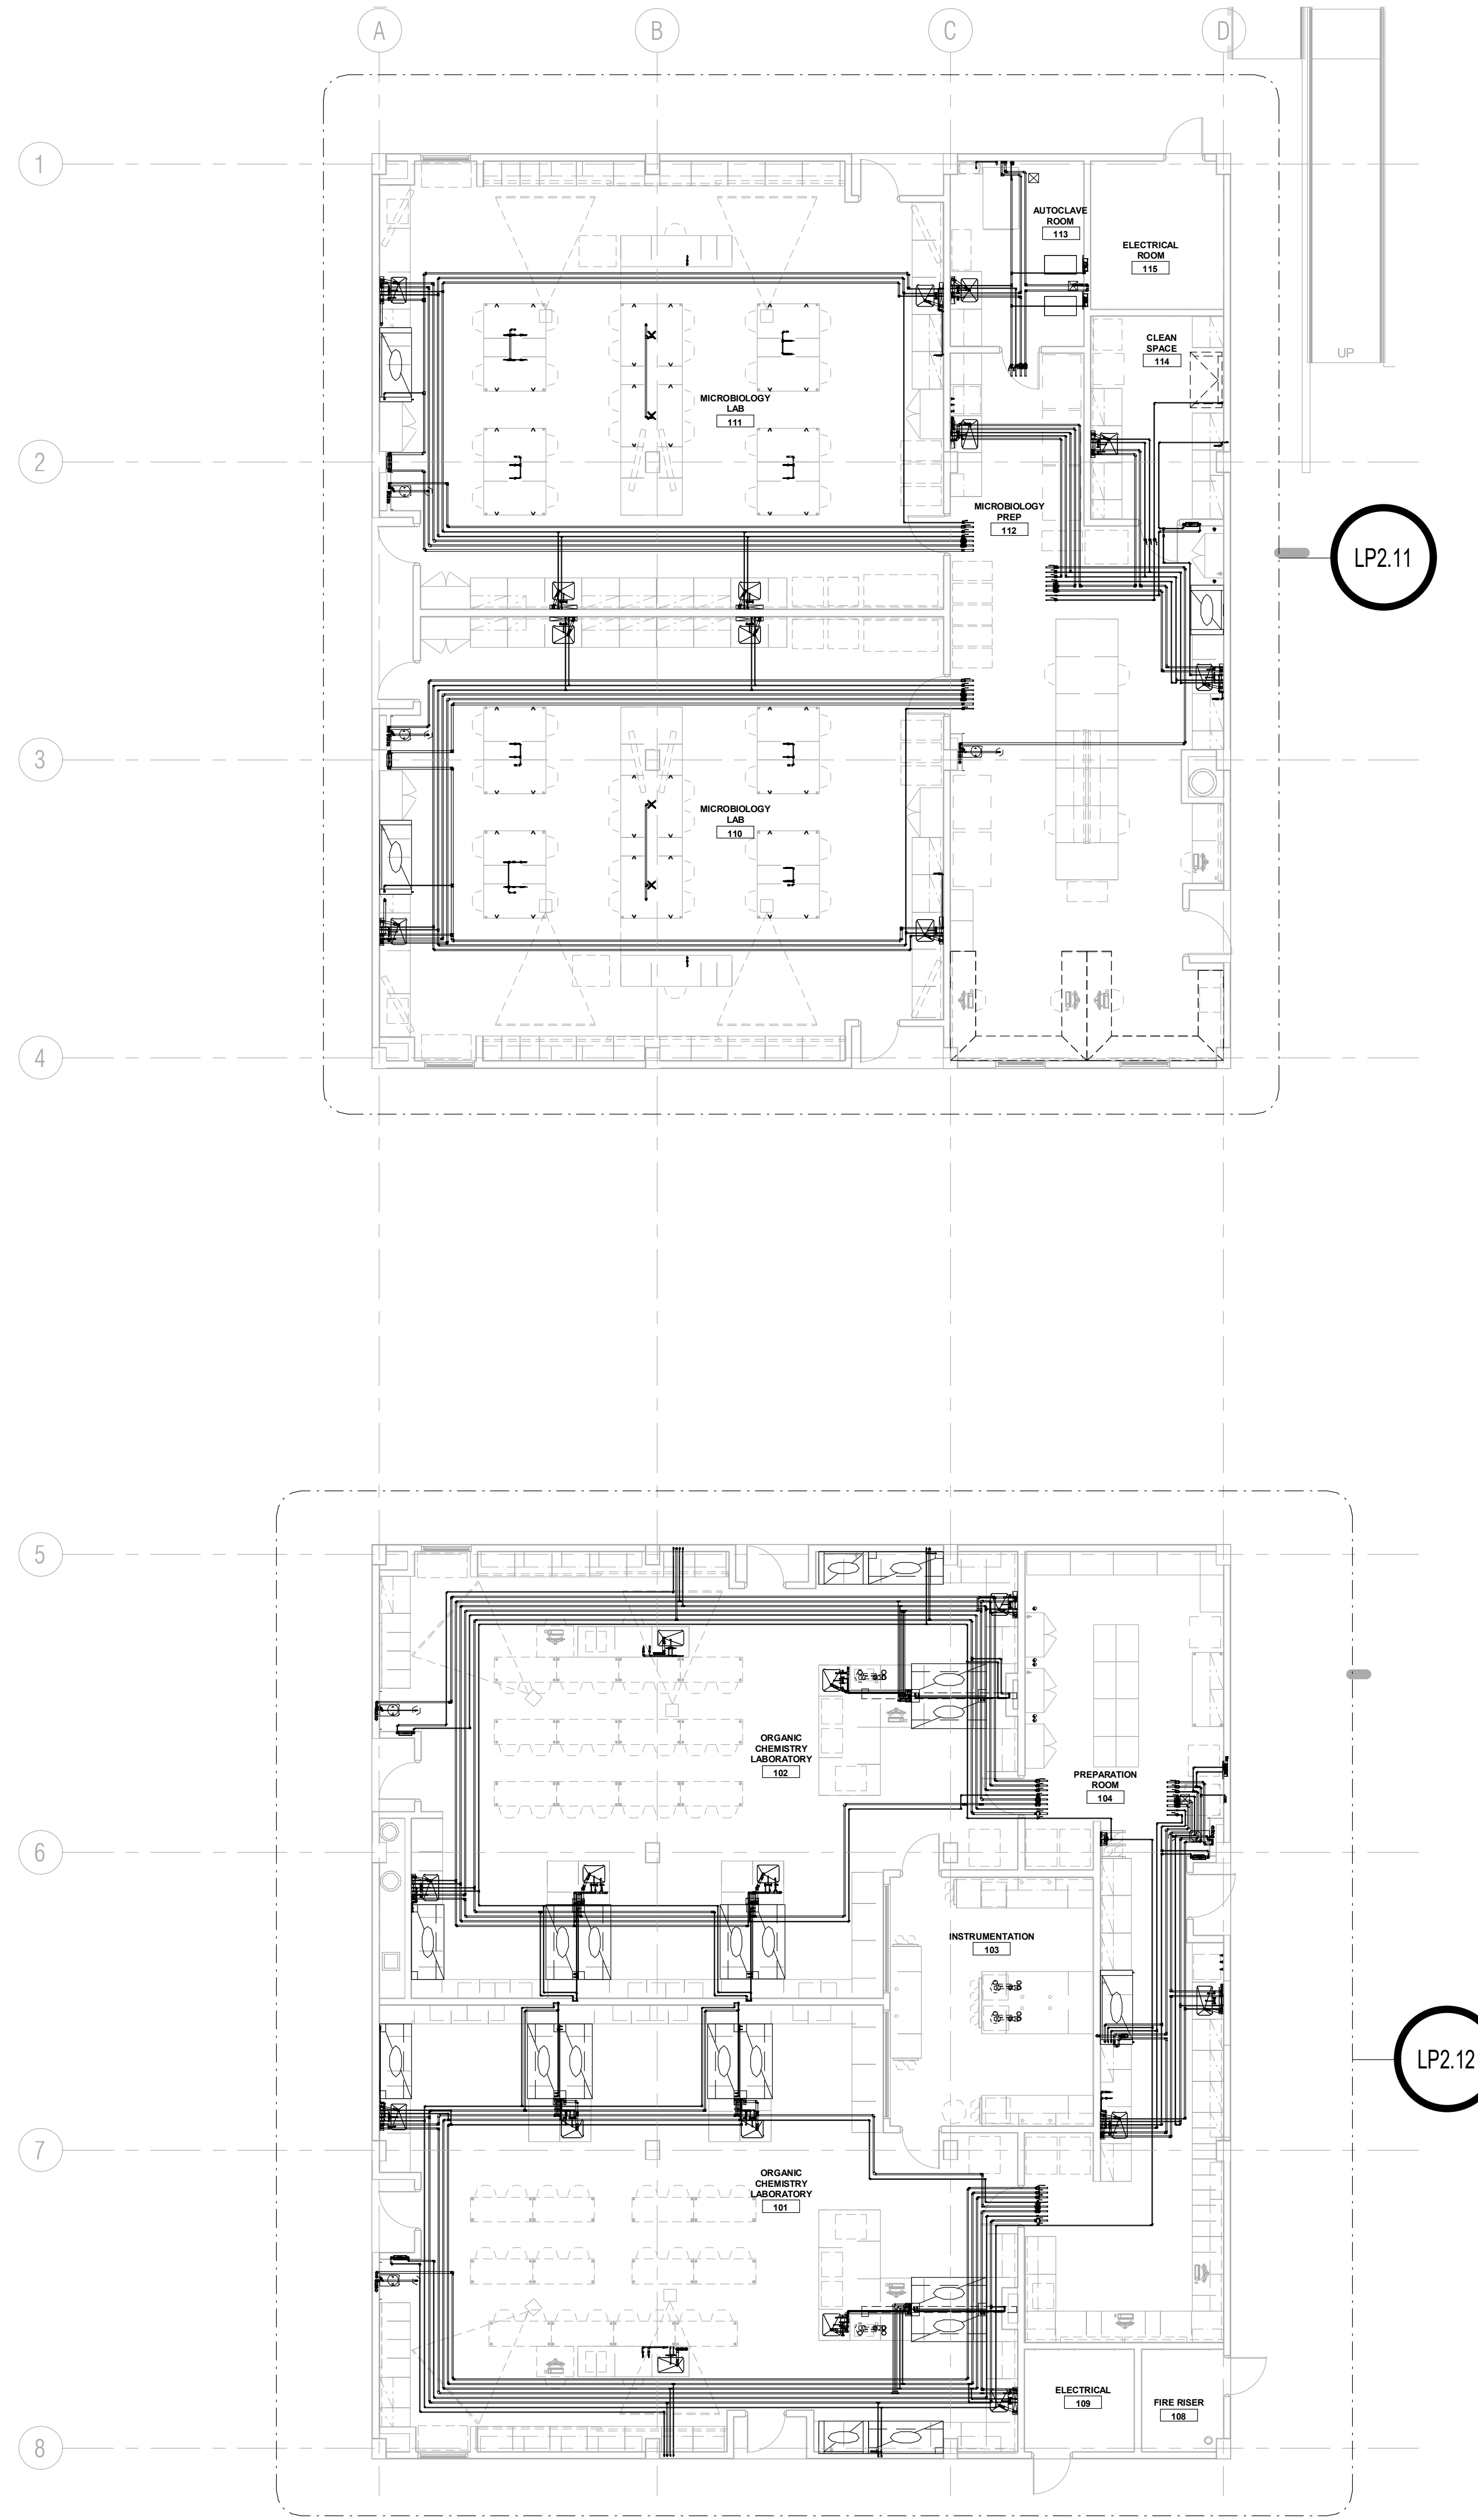 A
B
C
D
1
AUTOCLAVE
ROOM
113
ELECTRICAL
ROOM
115
CLEAN
SPACE
114
UP
MICROBIOLOGY
LAB
111
2
MICROBIOLOGY
PREP
112
LP2.11
3
MICROBIOLOGY
LAB
110
4
5
ORGANIC
CHEMISTRY
LABORATORY
102
PREPARATION
ROOM
104
6
INSTRUMENTATION
103
LP2.12
7
ORGANIC
CHEMISTRY
LABORATORY
101
ELECTRICAL
109
FIRE RISER
108
8